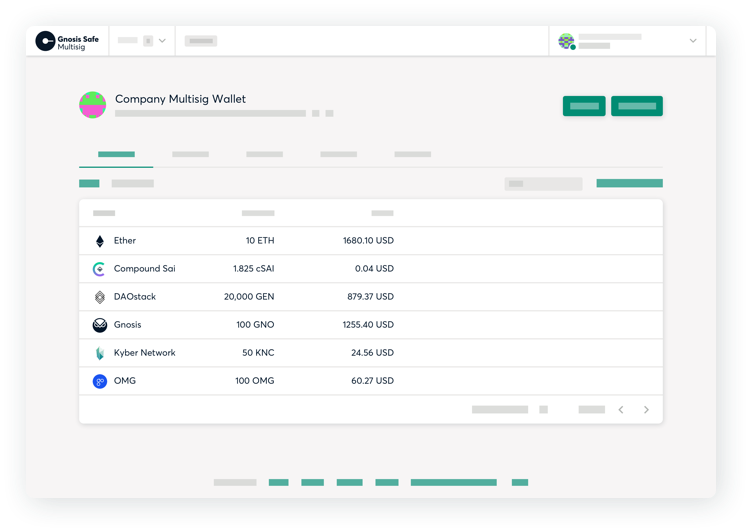 Gnosis Safe
Multisig
Company Multisig Wallet
Ether 10 ETH 1680.10 USD
Compound Sai 1.825 cSAI 0.04 USD
DAOstack 20,000 GEN 879.37 USD
Gnosis 100 GNO 1255.40 USD
Kyber Network 50 KNC 24.56 USD
OMG 100 OMG 60.27 USD